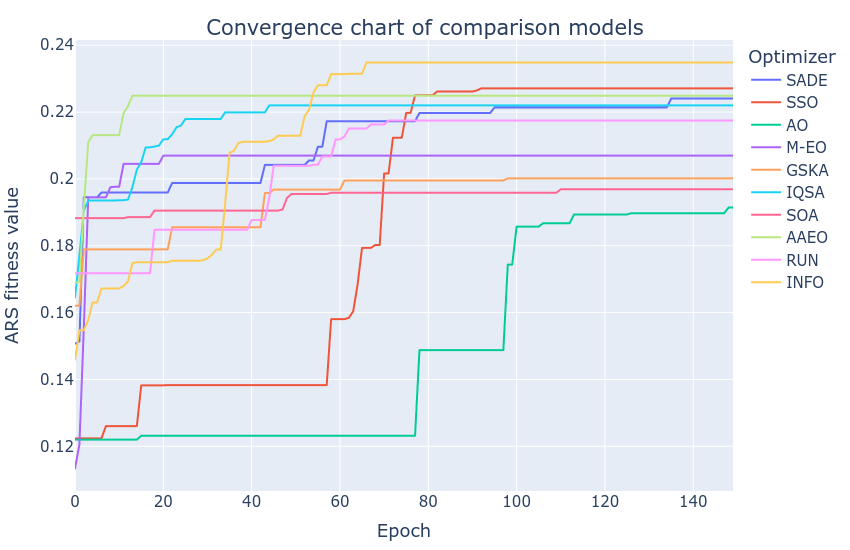 Convergence chart of comparison models
ARS fitness value
0.24
0.22
0.2
0.18
0.16
0.14
0.12
0
20
40
60
80
100
120
140
Epoch
Optimizer
SADE
SSO
AO
M-EO
GSKA
IQSA
SOA
AAEO
RUN
INFO